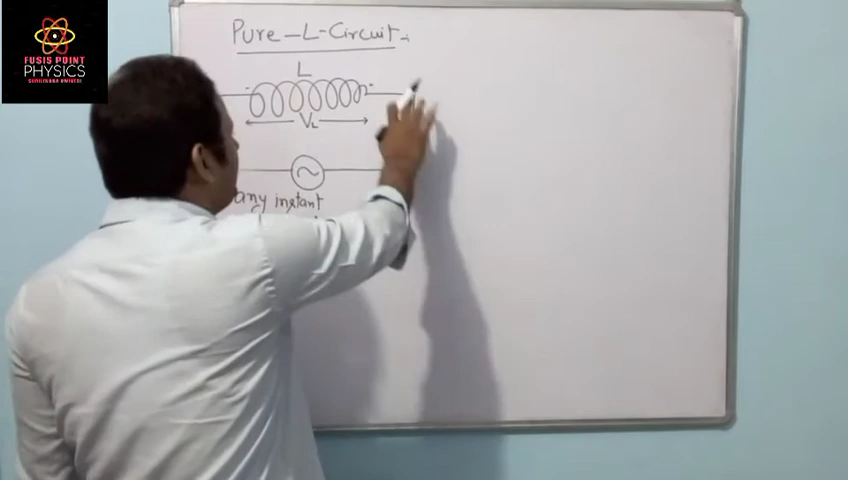 FUSIS POINT
PHYSICS
Pure - L - Circuit -
L
VL
any instant